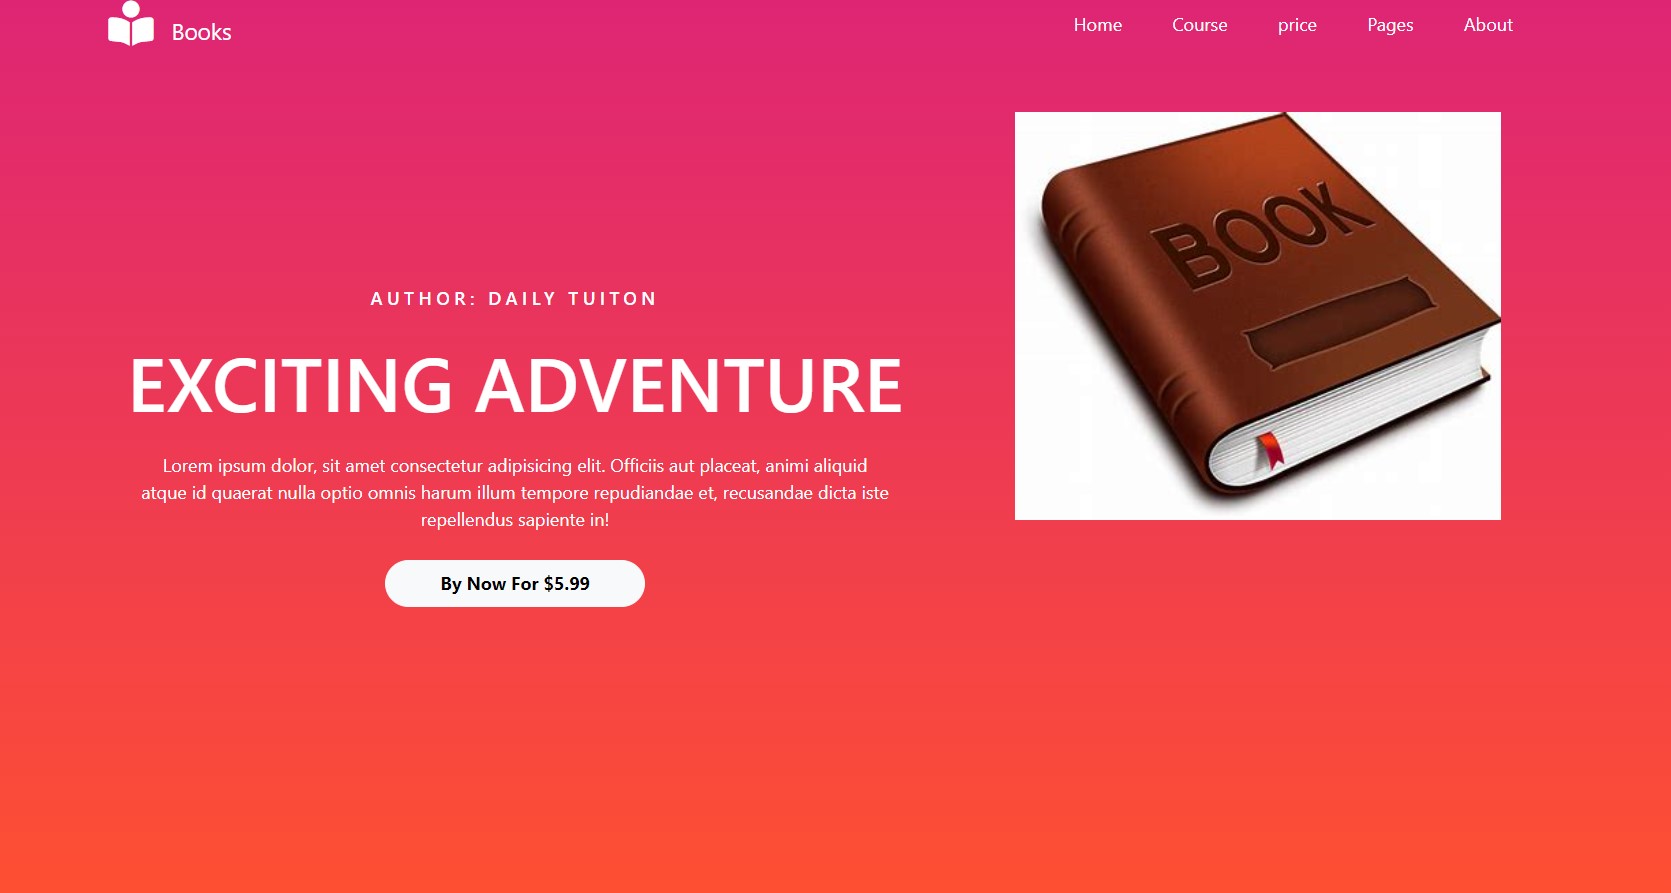 Books
Home Course price Pages About
BOOK
AUTHOR: DAILY TUITON
EXCITING ADVENTURE
Lorem ipsum dolor, sit amet consectetur adipisicing elit. Officiis aut placeat, animi aliquid
atque id quaerat nulla optio omnis harum illum tempore repudiandae et, recusandae dicta iste
repellendus sapiente in!
By Now For $5.99